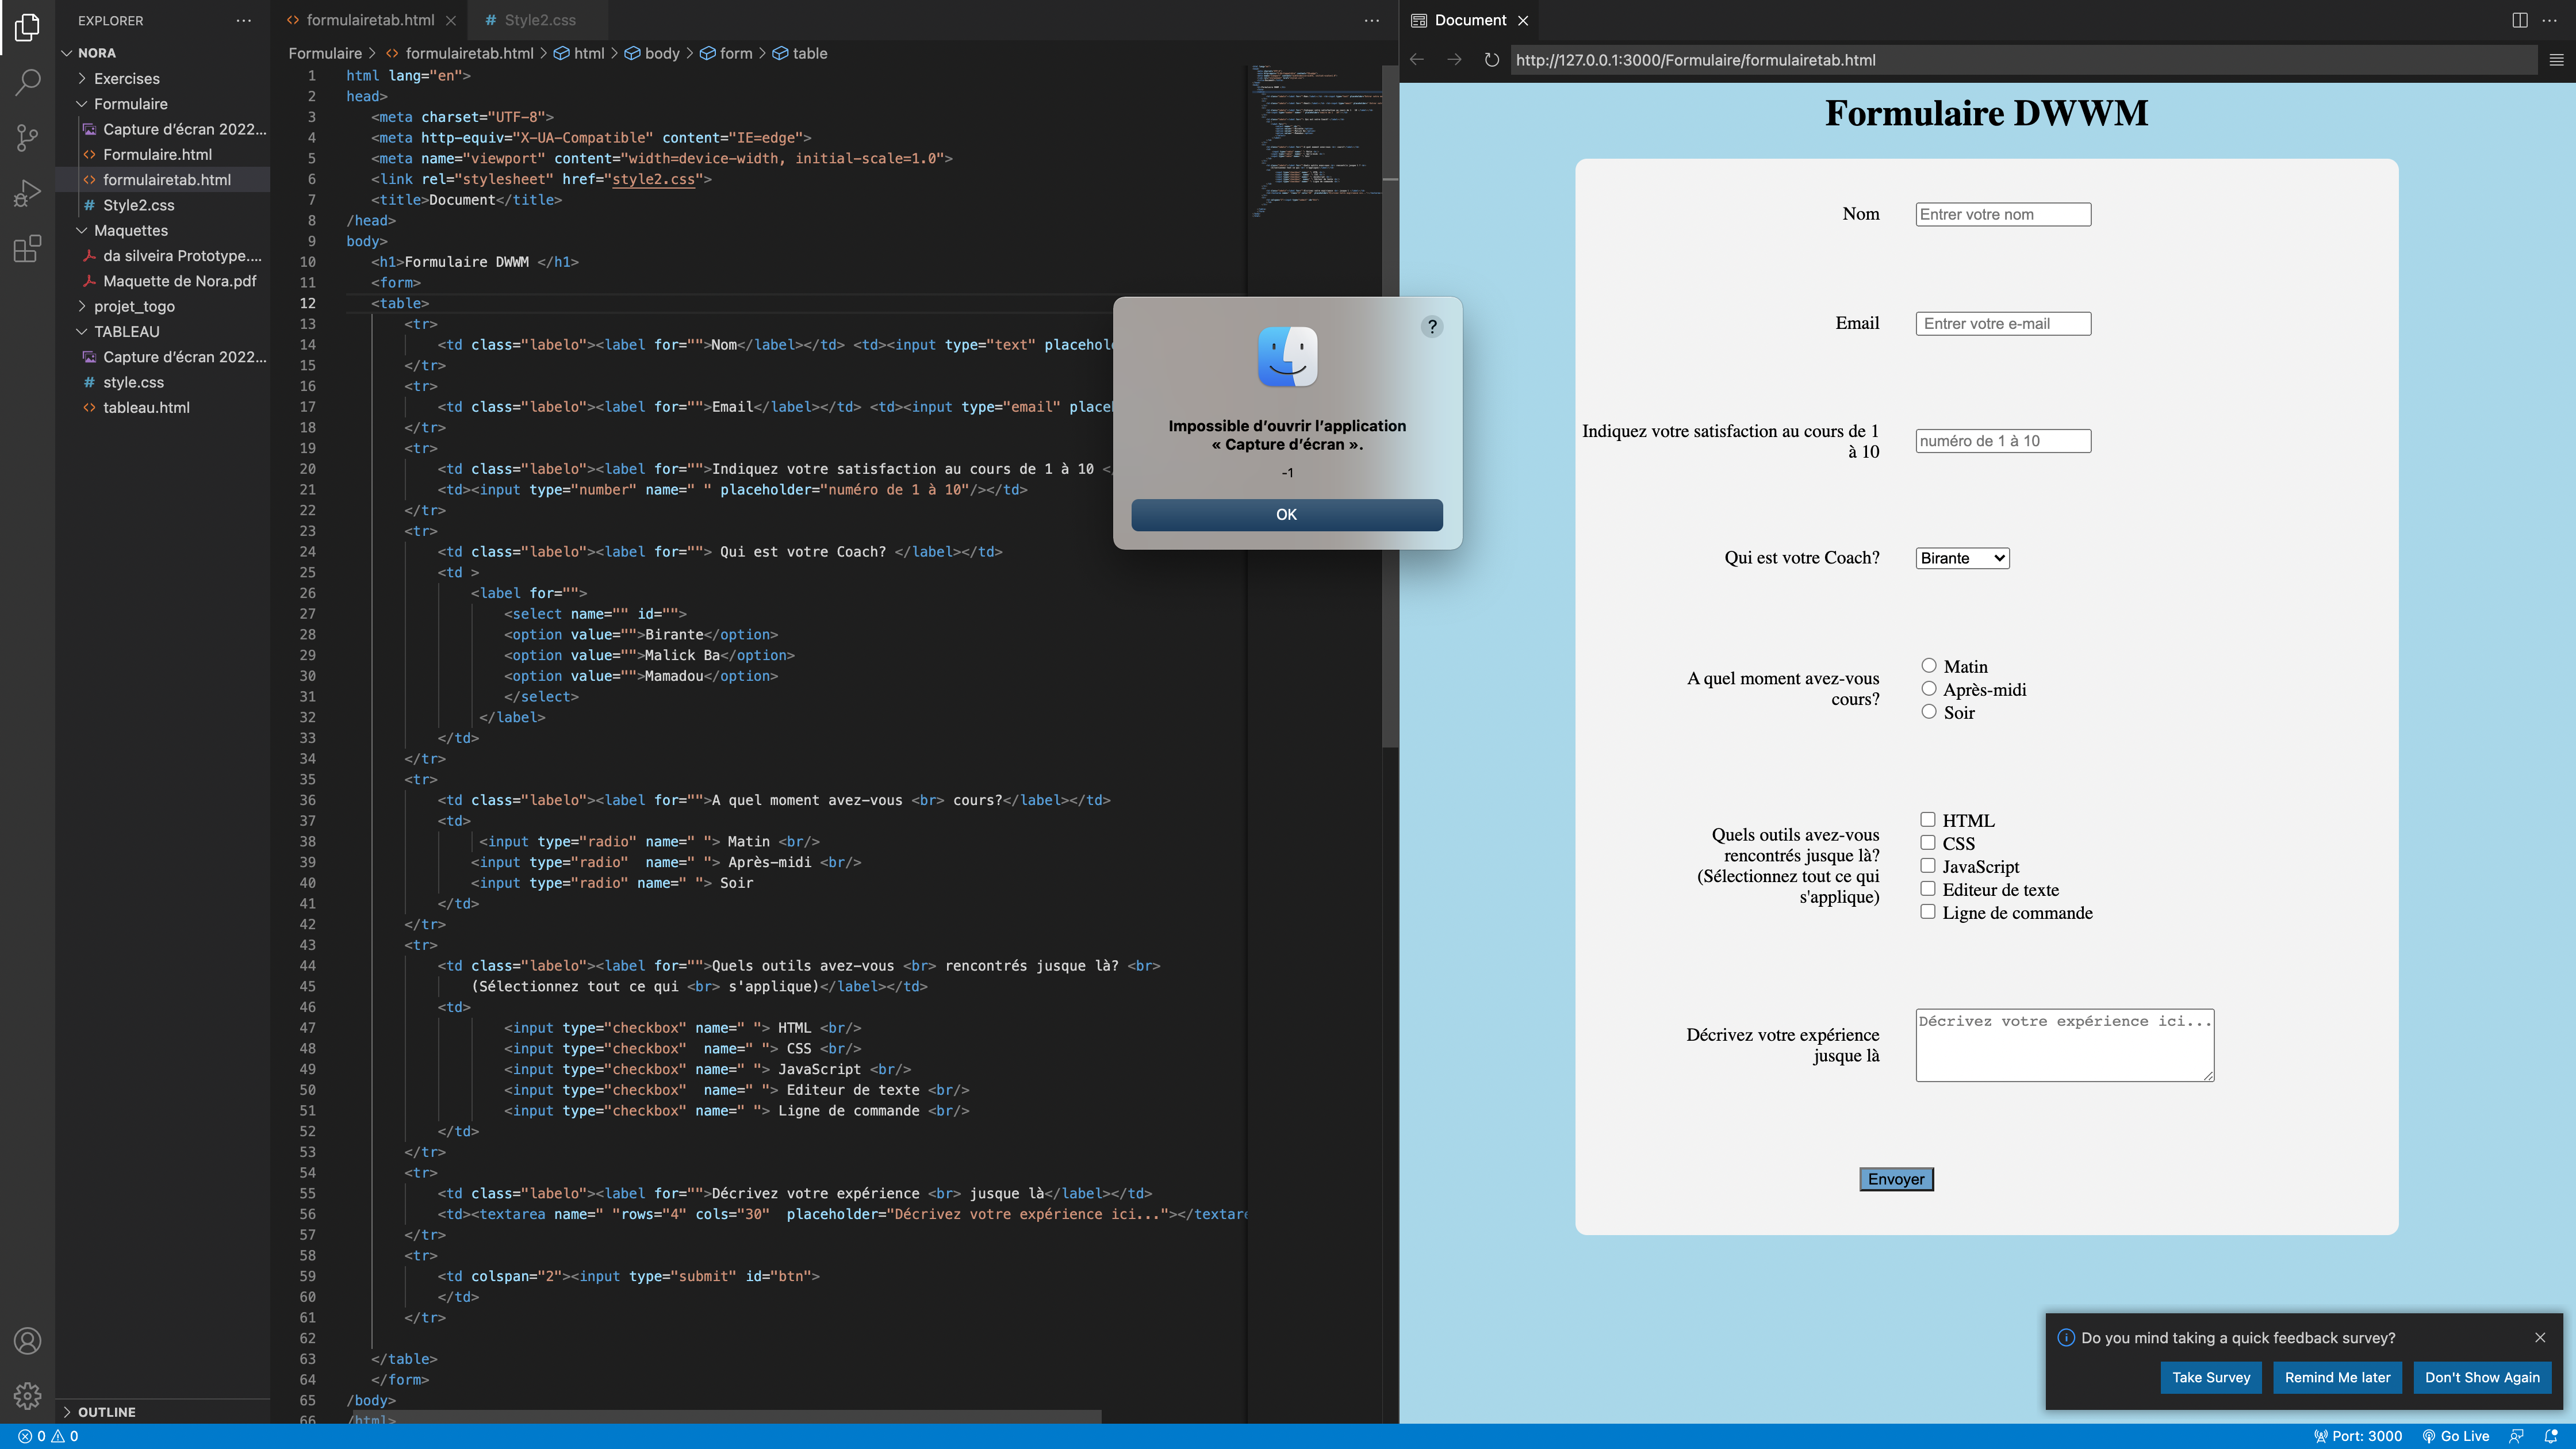 EXPLORER
NORA
Exercises
Formulaire
Capture d’écran 2022...
Formulaire.html
formulairetab.html
Style2.css
Maquettes
da silveira Prototype....
Maquette de Nora.pdf
projet_togo
TABLEAU
Capture d’écran 2022...
style.css
tableau.html
OUTLINE
formulairetab.html
Style2.css
Formulaire > formulairetab.html > html > body > form > table
1 html lang="en">
2 head>
3 <meta charset="UTF-8">
4 <meta http-equiv="X-UA-Compatible" content="IE=edge">
5 <meta name="viewport" content="width=device-width, initial-scale=1.0">
6 <link rel="stylesheet" href="style2.css">
7 <title>Document</title>
8 /head>
9 body>
10 <h1>Formulaire DWWM </h1>
11 <form>
12 <table>
13 <tr>
14 <td class="labelo"><label for="">Nom</label></td> <td><input type="text" placehol
15 </tr>
16 <tr>
17 <td class="labelo"><label for="">Email</label></td> <td><input type="email" place
18 </tr>
19 <tr>
20 <td class="labelo"><label for="">Indiquez votre satisfaction au cours de 1 à 10 <
21 <td><input type="number" name=" " placeholder="numéro de 1 à 10"/></td>
22 </tr>
23 <tr>
24 <td class="labelo"><label for=""> Qui est votre Coach? </label></td>
25 <td >
26 <label for="">
27 <select name="" id="">
28 <option value="">Birante</option>
29 <option value="">Malick Ba</option>
30 <option value="">Mamadou</option>
31 </select>
32 </label>
33 </td>
34 </tr>
35 <tr>
36 <td class="labelo"><label for="">A quel moment avez-vous <br> cours?</label></td>
37 <td>
38 <input type="radio" name=" "> Matin <br/>
39 <input type="radio"  name=" "> Après-midi <br/>
40 <input type="radio" name=" "> Soir
41 </td>
42 </tr>
43 <tr>
44 <td class="labelo"><label for="">Quels outils avez-vous <br> rencontrés jusque là? <br>
45 (Sélectionnez tout ce qui <br> s'applique)</label></td>
46 <td>
47 <input type="checkbox" name=" "> HTML <br/>
48 <input type="checkbox"  name=" "> CSS <br/>
49 <input type="checkbox" name=" "> JavaScript <br/>
50 <input type="checkbox"  name=" "> Editeur de texte <br/>
51 <input type="checkbox" name=" "> Ligne de commande <br/>
52 </td>
53 </tr>
54 <tr>
55 <td class="labelo"><label for="">Décrivez votre expérience <br> jusque là</label></td>
56 <td><textarea name=" "rows="4" cols="30"  placeholder="Décrivez votre expérience ici..."></textare
57 </tr>
58 <tr>
59 <td colspan="2"><input type="submit" id="btn">
60 </td>
61 </tr>
62
63 </table>
64 </form>
65 /body>
66 /html>
?
Impossible d’ouvrir l’application
« Capture d’écran ».
-1
OK
Document
http://127.0.0.1:3000/Formulaire/formulairetab.html
Formulaire DWWM
Nom
Entrer votre nom
Email
Entrer votre e-mail
Indiquez votre satisfaction au cours de 1
à 10
numéro de 1 à 10
Qui est votre Coach?
Birante
A quel moment avez-vous
cours?
Matin
Après-midi
Soir
Quels outils avez-vous
rencontrés jusque là?
(Sélectionnez tout ce qui
s'applique)
HTML
CSS
JavaScript
Editeur de texte
Ligne de commande
Décrivez votre expérience
jusque là
Décrivez votre expérience ici...
Envoyer
Do you mind taking a quick feedback survey?
Take Survey
Remind Me later
Don't Show Again
0 0
Port: 3000
Go Live